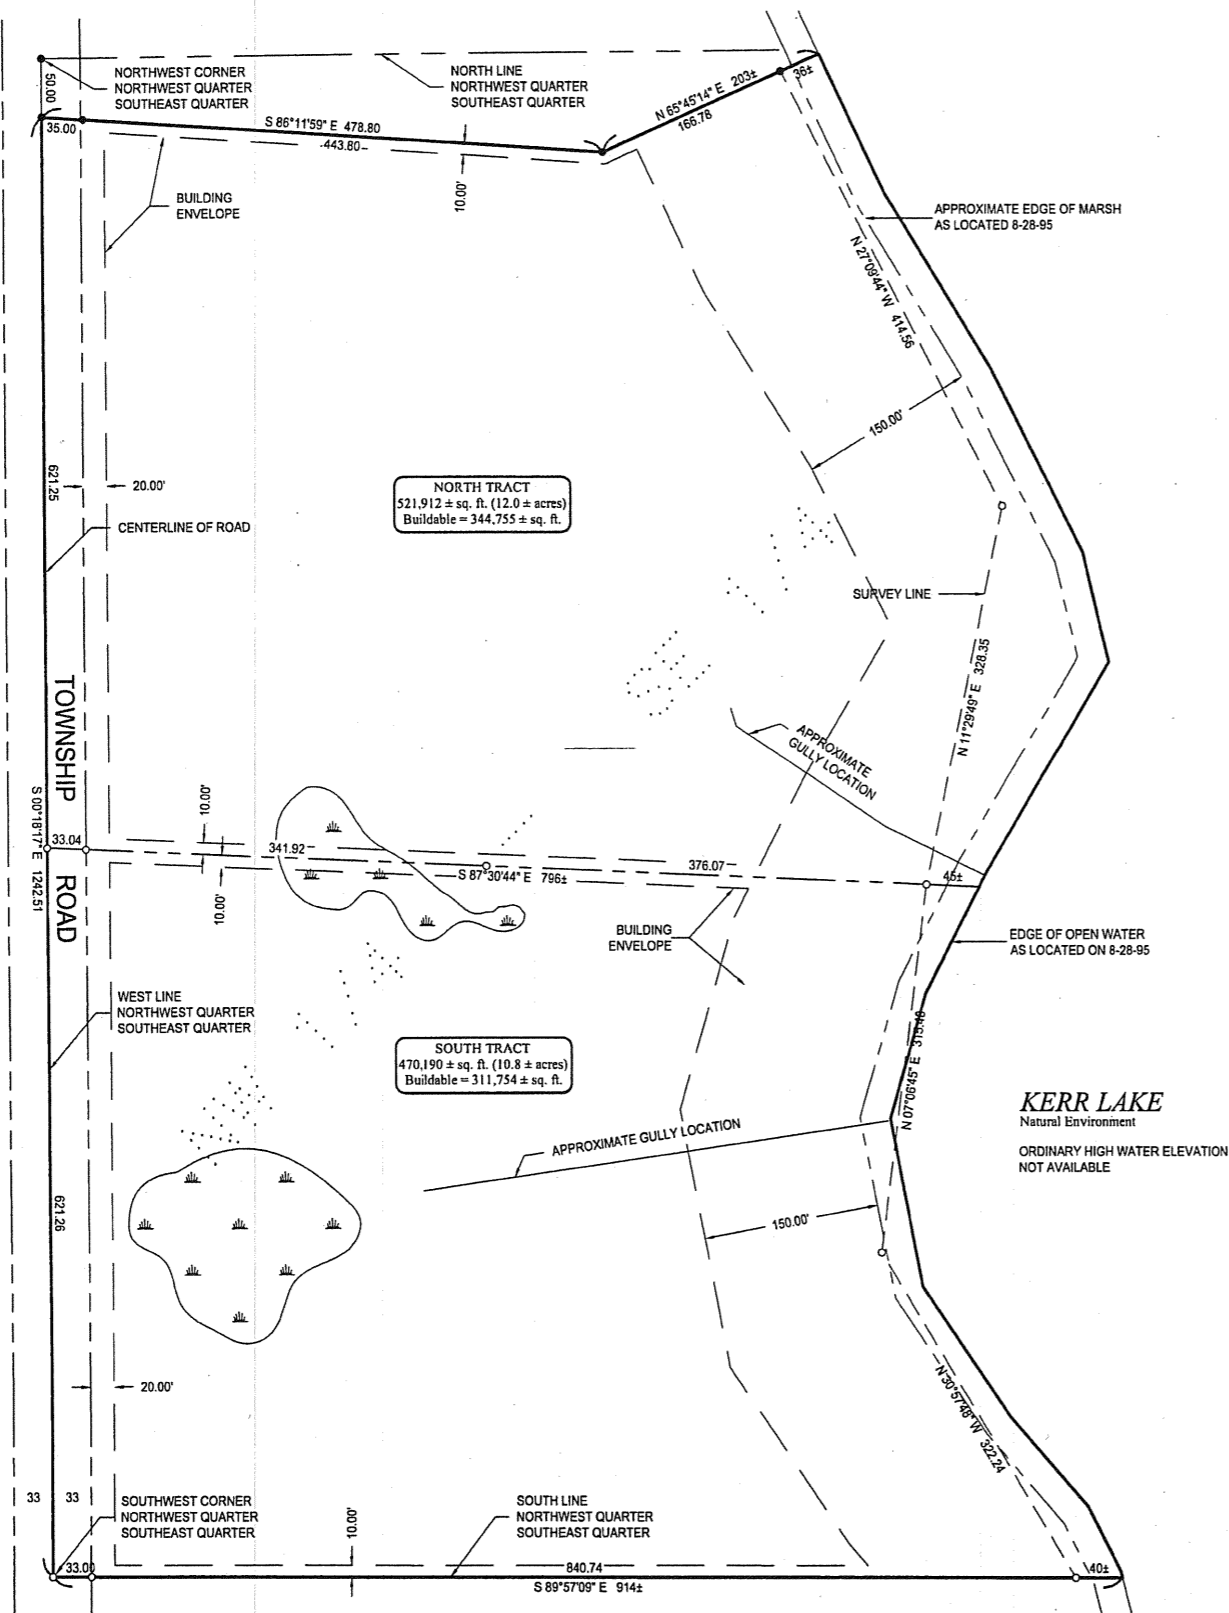 NORTHWEST CORNER
NORTHWEST QUARTER
SOUTHEAST QUARTER
NORTH LINE
NORTHWEST QUARTER
SOUTHEAST QUARTER
50.00
35.00
S 86°11'59" E 478.80
443.80
10.00'
N 65°45'14" E 203±
166.78
36±
BUILDING
ENVELOPE
APPROXIMATE EDGE OF MARSH
AS LOCATED 8-28-95
N 27°09'44" W 414.56
150.00'
621.25
20.00'
CENTERLINE OF ROAD
NORTH TRACT
521,912 ± sq. ft. (12.0 ± acres)
Buildable = 344,755 ± sq. ft.
SURVEY LINE
N 11°29'49" E 328.35
APPROXIMATE
GULLY LOCATION
TOWNSHIP ROAD
S 00°18'17" E 1242.51
33.04
10.00'
341.92
10.00'
S 87°30'44" E 796±
376.07
45±
BUILDING
ENVELOPE
EDGE OF OPEN WATER
AS LOCATED ON 8-28-95
WEST LINE
NORTHWEST QUARTER
SOUTHEAST QUARTER
N 07°06'45" E 315.48
SOUTH TRACT
470,190 ± sq. ft. (10.8 ± acres)
Buildable = 311,754 ± sq. ft.
KERR LAKE
Natural Environment
ORDINARY HIGH WATER ELEVATION
NOT AVAILABLE
APPROXIMATE GULLY LOCATION
621.26
150.00'
20.00'
N 30°57'48" W 322.24
33
33
SOUTHWEST CORNER
NORTHWEST QUARTER
SOUTHEAST QUARTER
10.00'
SOUTH LINE
NORTHWEST QUARTER
SOUTHEAST QUARTER
33.00
840.74
40±
S 89°57'09" E 914±